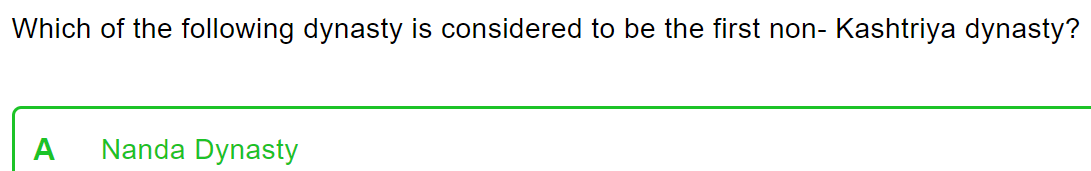 Which of the following dynasty is considered to be the first non- Kashtriya dynasty?
A Nanda Dynasty